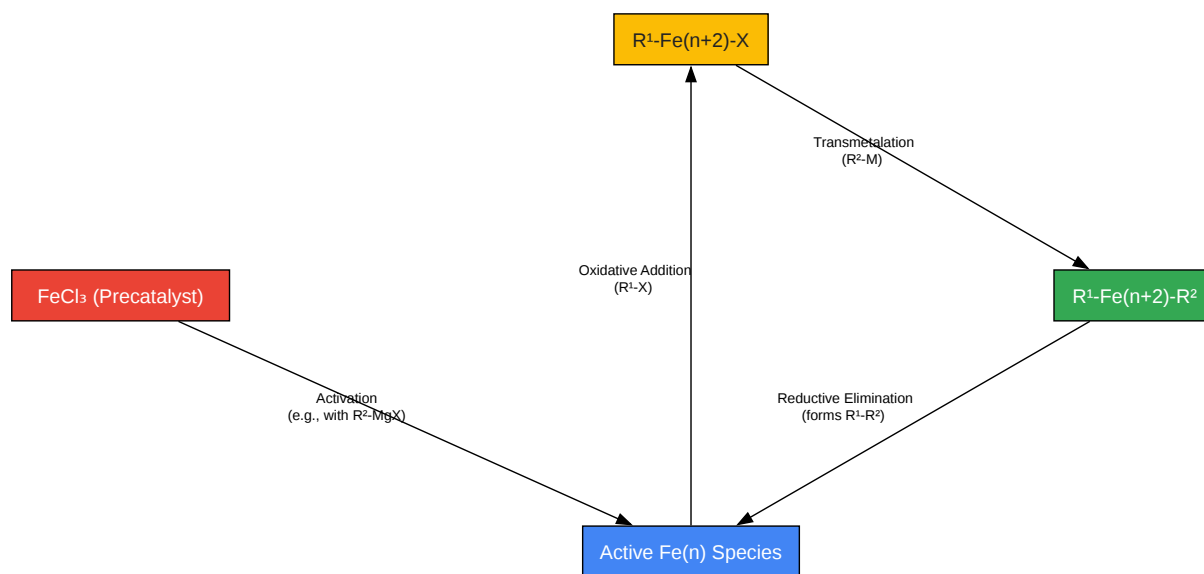 R¹-Fe(n+2)-X
Transmetalation
(R²-M)
Oxidative Addition
(R¹-X)
FeCl₃ (Precatalyst)
R¹-Fe(n+2)-R²
Activation
(e.g., with R²-MgX)
Reductive Elimination
(forms R¹-R²)
Active Fe(n) Species